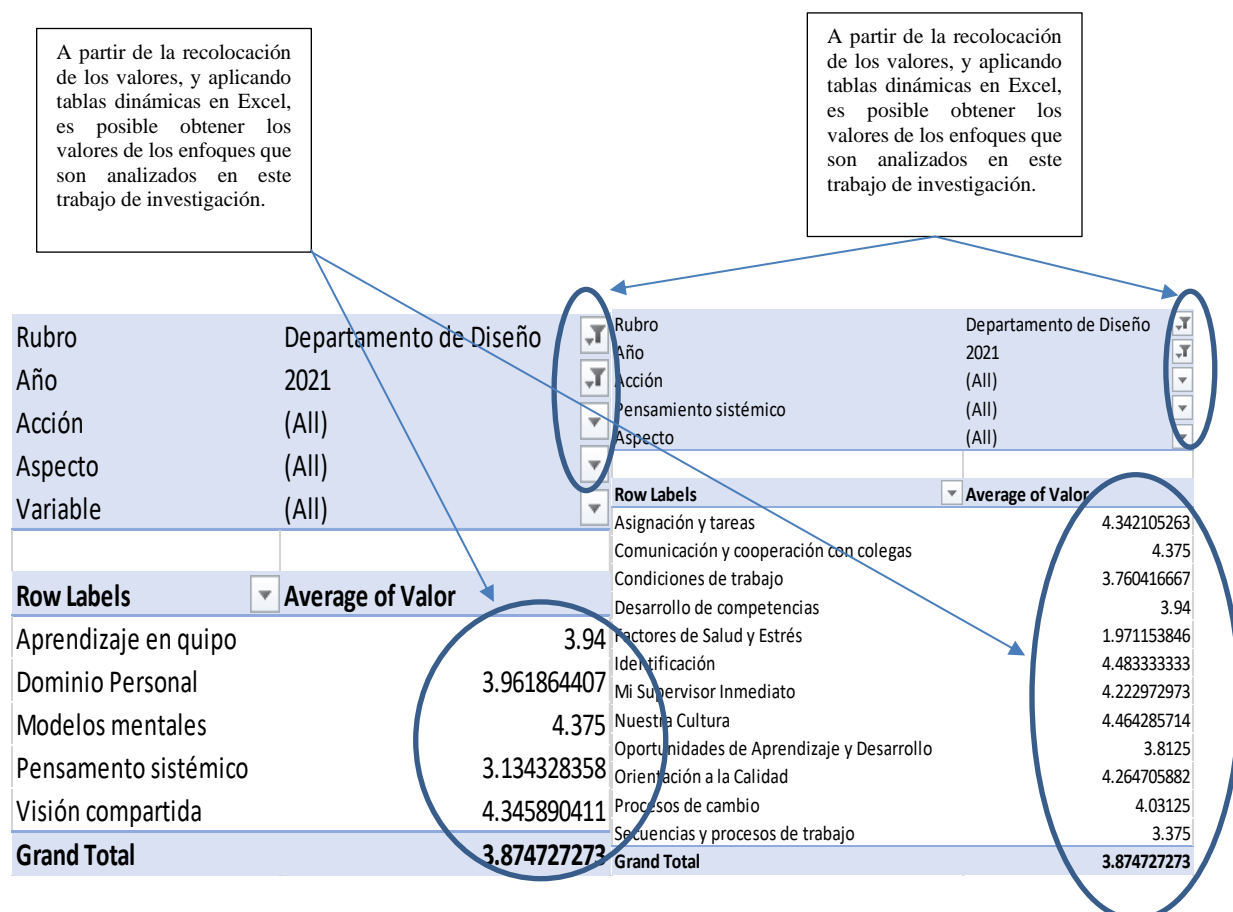 A partir de la recolocación
de los valores, y aplicando
tablas dinámicas en Excel,
es posible obtener los
valores de los enfoques que
son analizados en este
trabajo de investigación.
A partir de la recolocación
de los valores, y aplicando
tablas dinámicas en Excel,
es posible obtener los
valores de los enfoques que
son analizados en este
trabajo de investigación.
Rubro Departamento de Diseño
Año 2021
Acción (All)
Aspecto (All)
Variable (All)
Row Labels Average of Valor
Aprendizaje en quipo 3.94
Dominio Personal 3.961864407
Modelos mentales 4.375
Pensamento sistémico 3.134328358
Visión compartida 4.345890411
Grand Total 3.874727273
Rubro Departamento de Diseño
Año 2021
Acción (All)
Pensamiento sistémico (All)
Aspecto (All)
Row Labels Average of Valor
Asignación y tareas 4.342105263
Comunicación y cooperación con colegas 4.375
Condiciones de trabajo 3.760416667
Desarrollo de competencias 3.94
Factores de Salud y Estrés 1.971153846
Identificación 4.483333333
Mi Supervisor Inmediato 4.222972973
Nuestra Cultura 4.464285714
Oportunidades de Aprendizaje y Desarrollo 3.8125
Orientación a la Calidad 4.264705882
Procesos de cambio 4.03125
Secuencias y procesos de trabajo 3.375
Grand Total 3.874727273